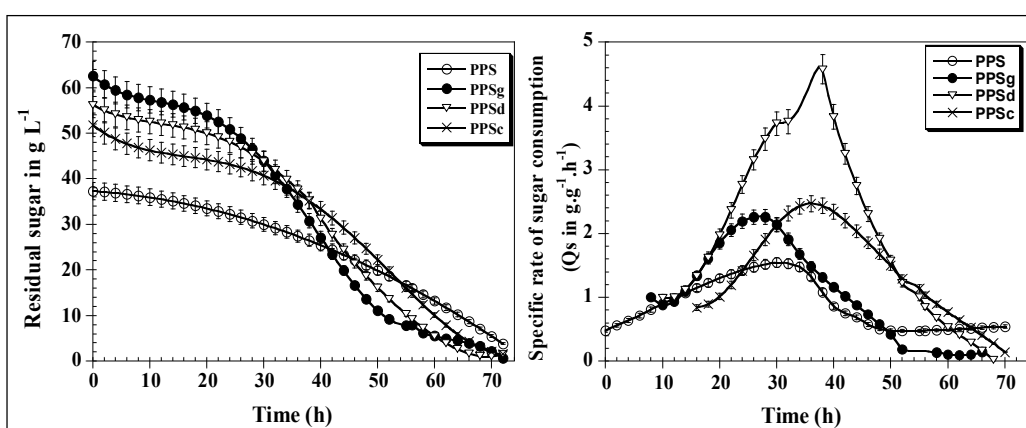 Residual sugar in g L⁻¹
70
60
50
40
30
20
10
0
PPS
PPSg
PPSd
PPSc
0 10 20 30 40 50 60 70
Time (h)
Specific rate of sugar consumption
(Qs in g.g⁻¹.h⁻¹)
5
4
3
2
1
0
PPS
PPSg
PPSd
PPSc
0 10 20 30 40 50 60 70
Time (h)